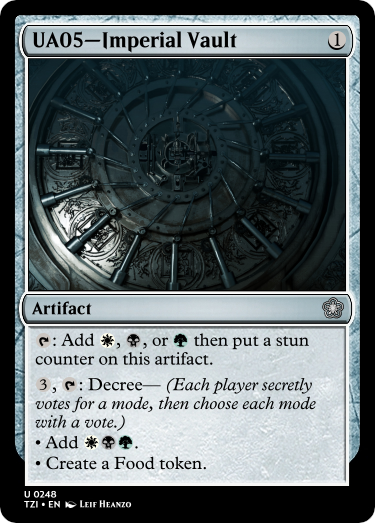 UA05—Imperial Vault 1
Artifact
T: Add W, B, or G then put a stun
counter on this artifact.
3, T: Decree— (Each player secretly
votes for a mode, then choose each mode
with a vote.)
• Add WBG.
• Create a Food token.
U 0248
TZI • EN Leif Heanzo